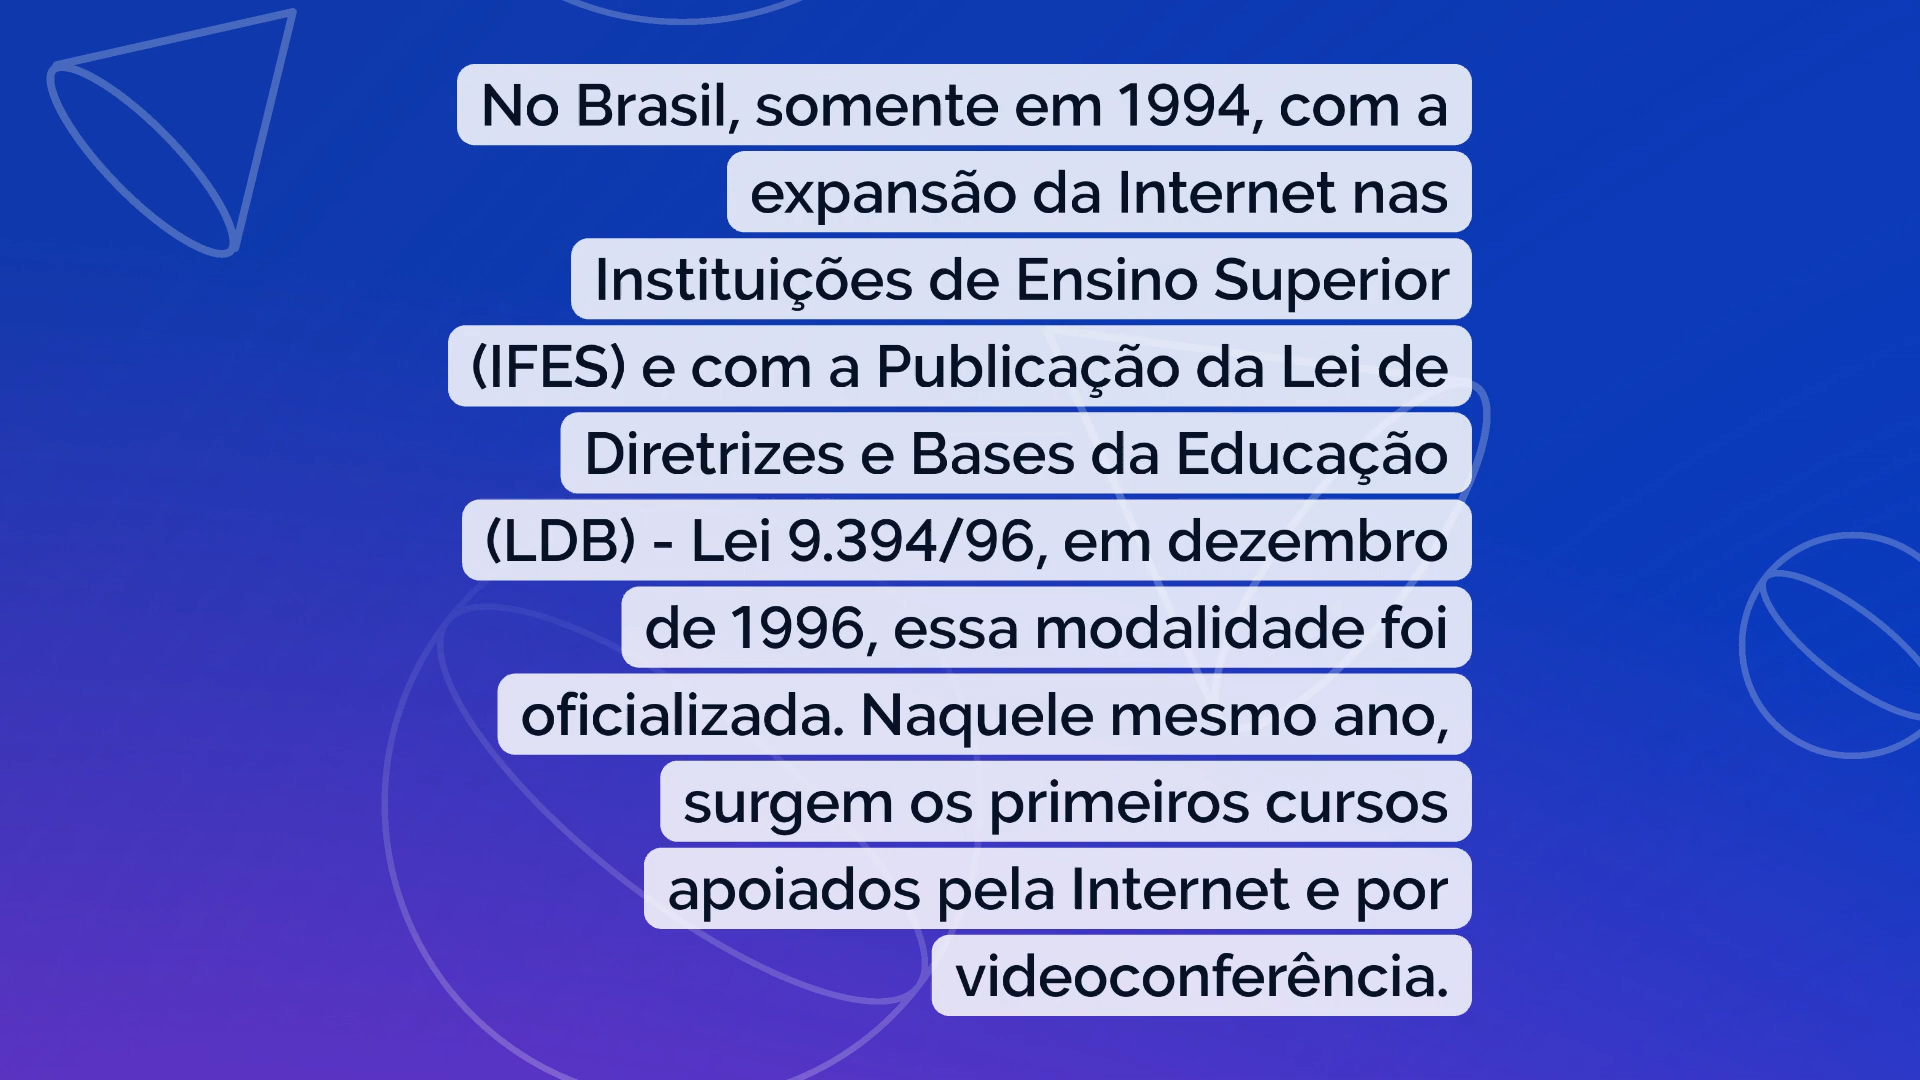 No Brasil, somente em 1994, com a
expansão da Internet nas
Instituições de Ensino Superior
(IFES) e com a Publicação da Lei de
Diretrizes e Bases da Educação
(LDB) - Lei 9.394/96, em dezembro
de 1996, essa modalidade foi
oficializada. Naquele mesmo ano,
surgem os primeiros cursos
apoiados pela Internet e por
videoconferência.